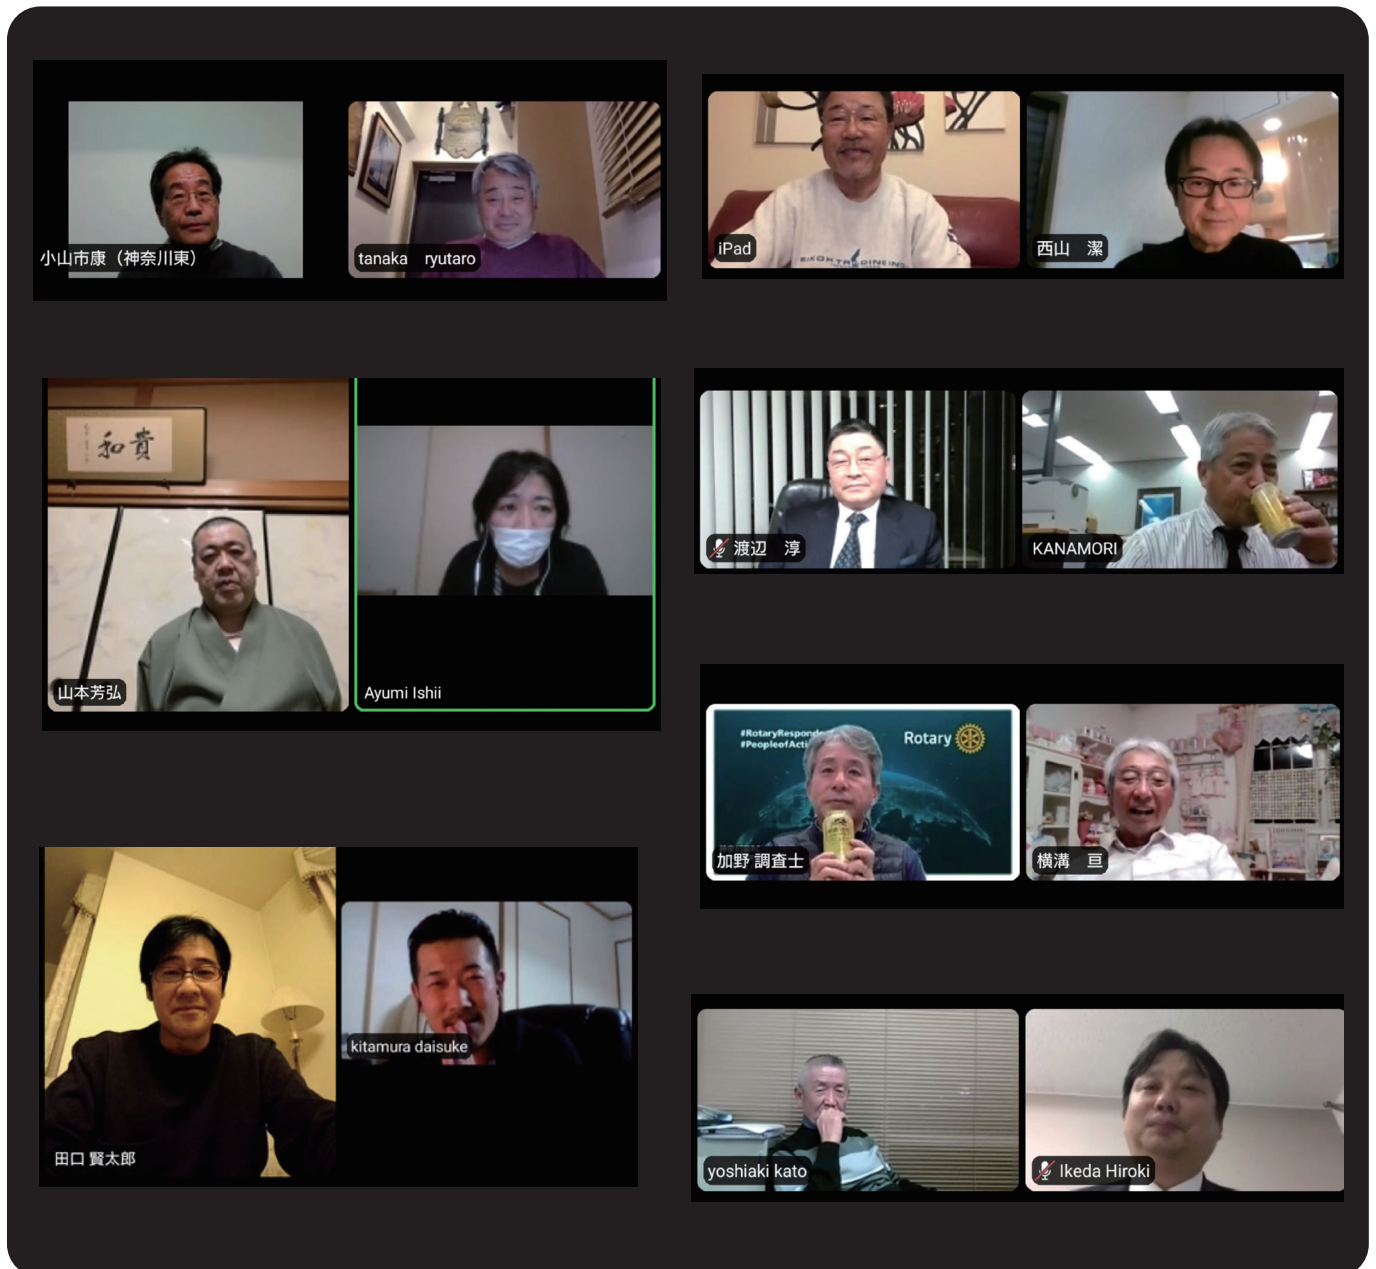 小山市康（神奈川東）
tanaka ryutaro
iPad
西山　潔
和貴
山本芳弘
Ayumi Ishii
渡辺　淳
KANAMORI
#RotaryRespon
#PeopleofActi
Rotary
加野 調査士
横溝　亘
田口 賢太郎
kitamura daisuke
yoshiaki kato
Ikeda Hiroki